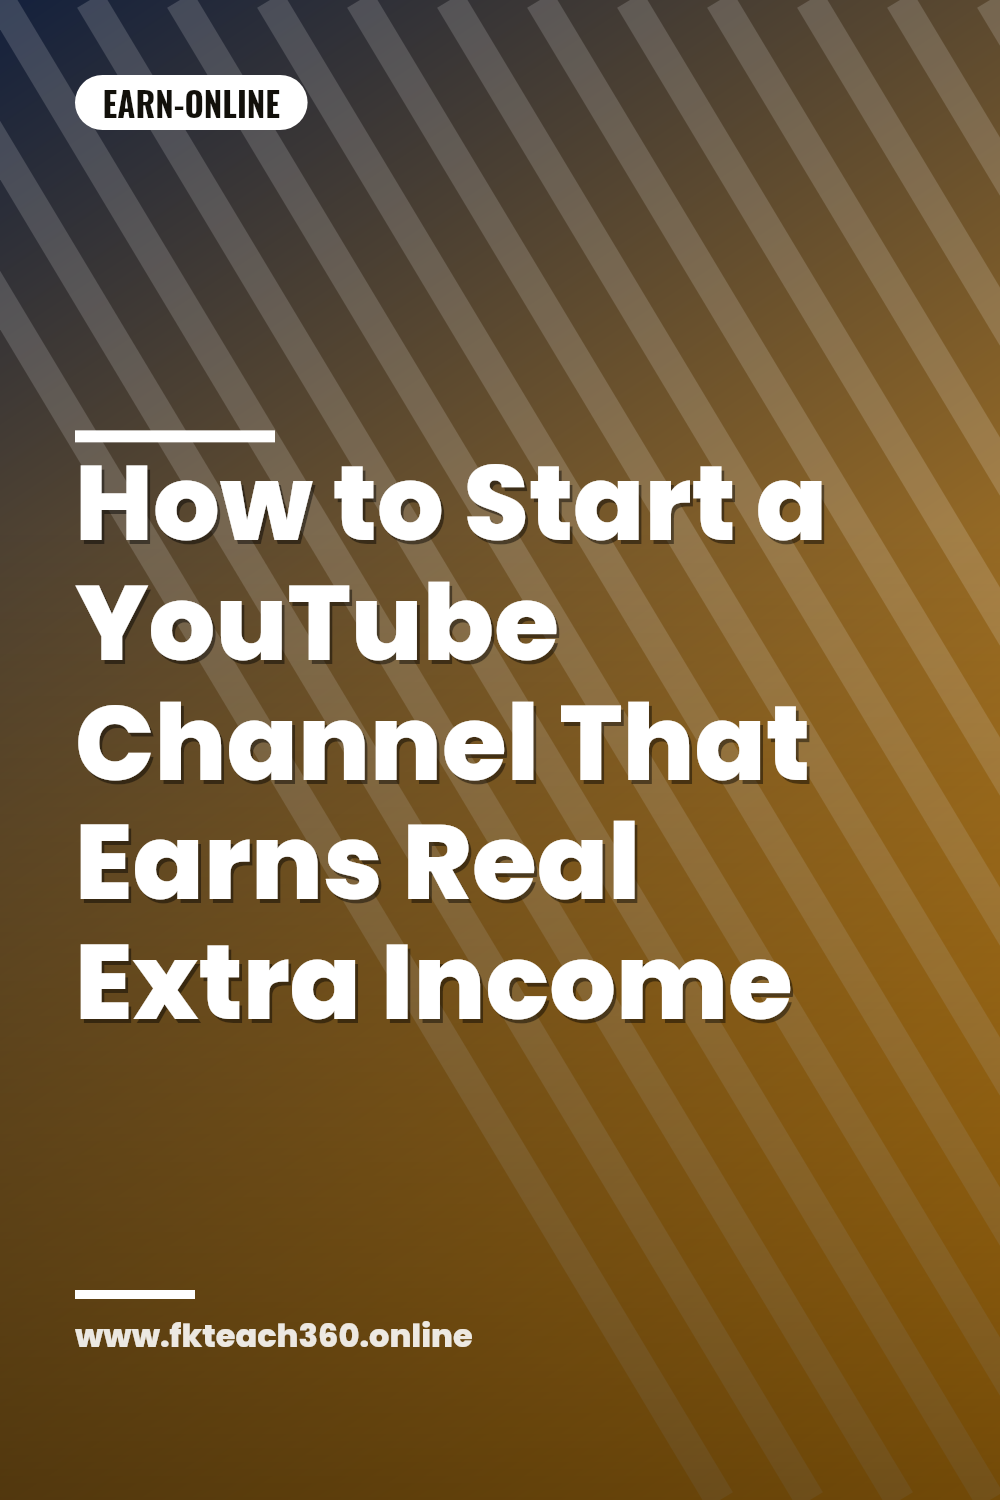 EARN-ONLINE
How to Start a
YouTube
Channel That
Earns Real
Extra Income
www.fkteach360.online